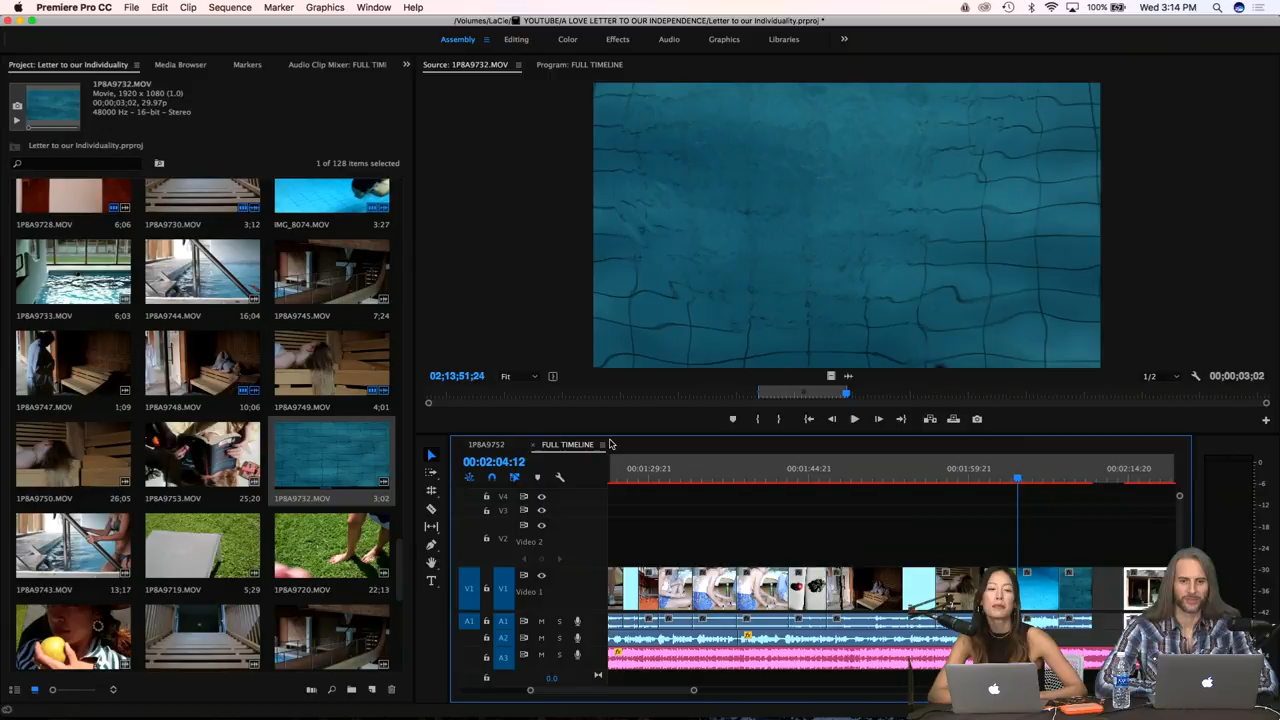 Premiere Pro CC File Edit Clip Sequence Marker Graphics Window Help 100% Wed 3:14 PM
/Volumes/LaCie/ YOUTUBE/A LOVE LETTER TO OUR INDEPENDENCE/Letter to our Individuality.prproj *
Assembly Editing Color Effects Audio Graphics Libraries
Project: Letter to our Individuality Media Browser Markers Audio Clip Mixer: FULL TIMI
Source: 1P8A9732.MOV Program: FULL TIMELINE
1P8A9732.MOV
Movie, 1920 x 1080 (1.0)
00;00;03;02, 29.97p
48000 Hz - 16-bit - Stereo
Letter to our Individuality.prproj
1 of 128 items selected
1P8A9728.MOV 6;06 1P8A9730.MOV 3;12 IMG_8074.MOV 3:27
1P8A9733.MOV 6;03 1P8A9744.MOV 16;04 1P8A9745.MOV 7;24
1P8A9747.MOV 1;09 1P8A9748.MOV 10;06 1P8A9749.MOV 4;01
1P8A9750.MOV 26;05 1P8A9753.MOV 25;20 1P8A9732.MOV 3;02
1P8A9743.MOV 13;17 1P8A9719.MOV 5;29 1P8A9720.MOV 22;13
02;13;51;24 Fit 1/2 00;00;03;02
1P8A9752 × FULL TIMELINE
00:02:04:12
00:01:29:21 00:01:44:21 00:01:59:21 00:02:14:20
V4
V3
V2 Video 2
V1 V1 Video 1
A1 A1 M S
A2 M S
A3 M S
0.0
0
-6
-12
-18
-24
-30
-36
-42